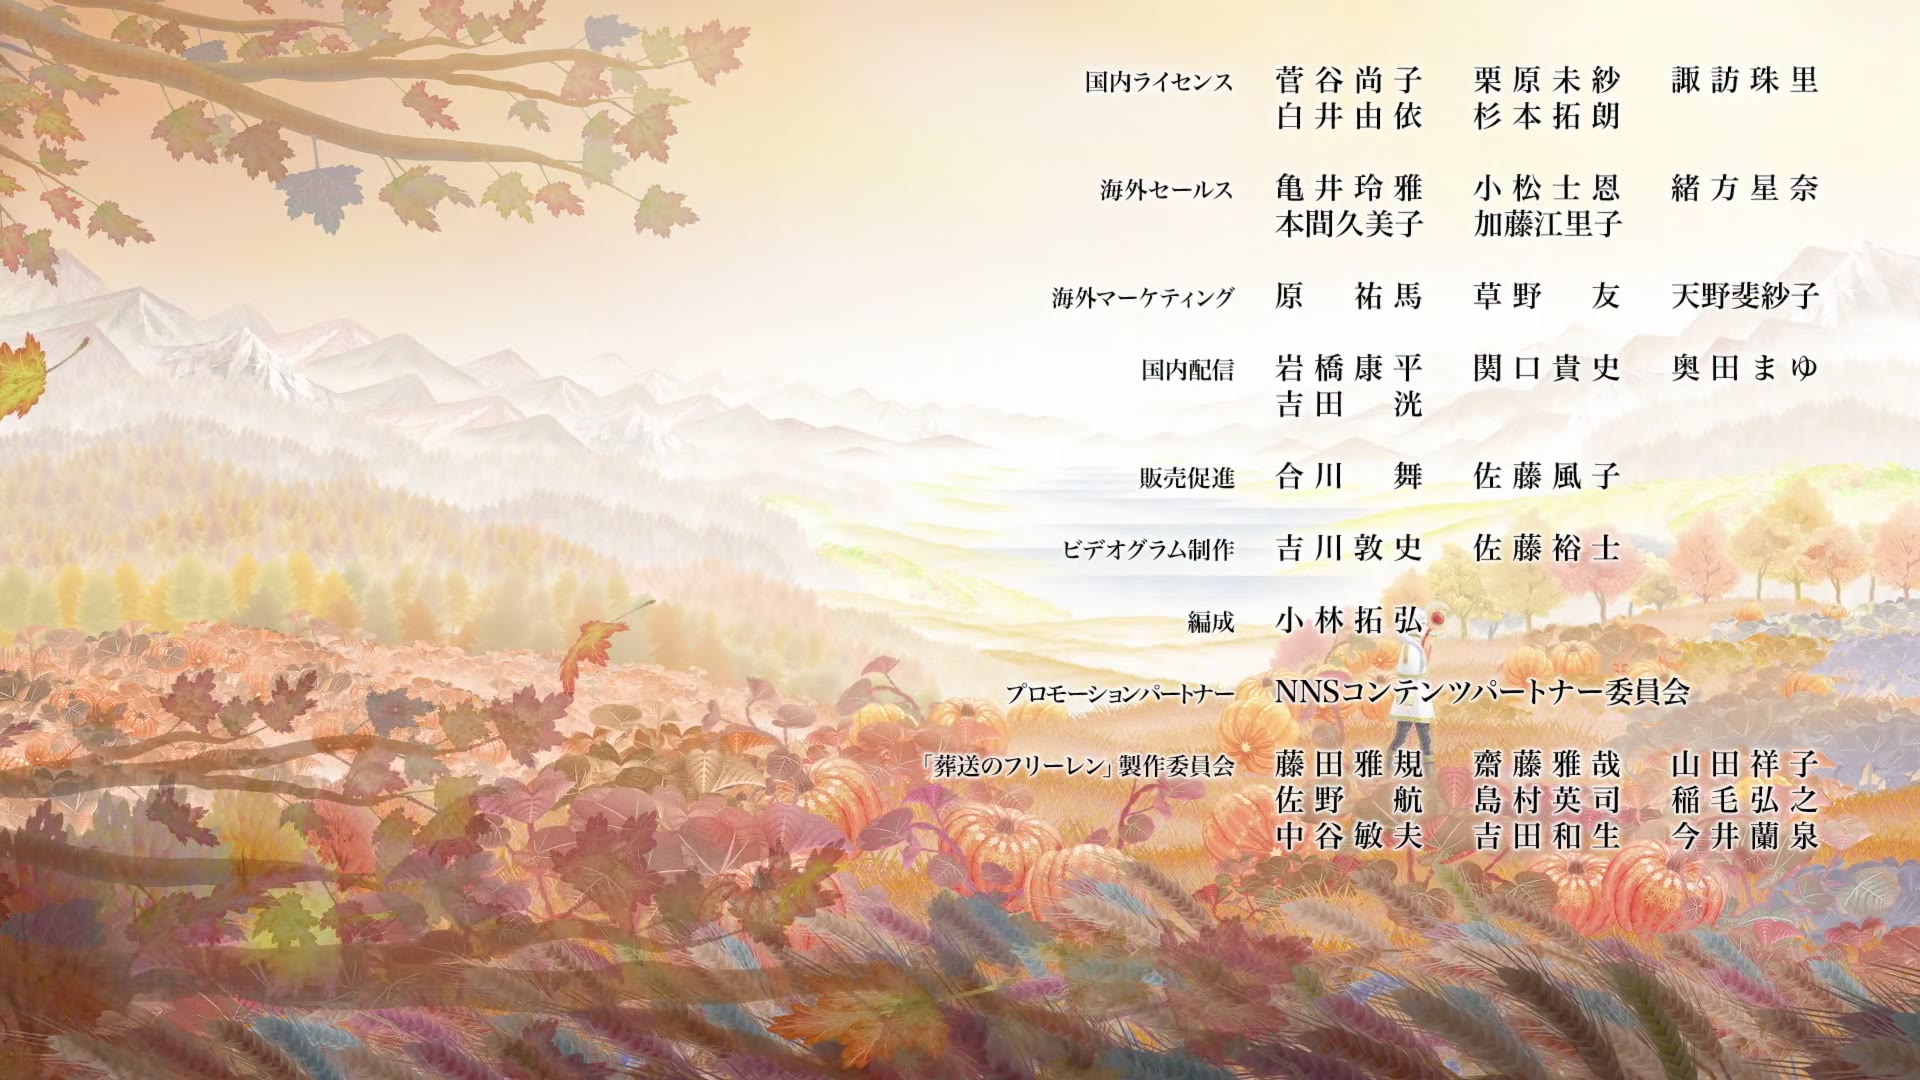 国内ライセンス 菅谷尚子 栗原未紗 諏訪珠里
白井由依 杉本拓朗
海外セールス 亀井玲雅 小松士恩 緒方星奈
本間久美子 加藤江里子
海外マーケティング 原祐馬 草野友 天野斐紗子
国内配信 岩橋康平 関口貴史 奥田まゆ
吉田洸
販売促進 合川舞 佐藤風子
ビデオグラム制作 吉川敦史 佐藤裕士
編成 小林拓弘
プロモーションパートナー NNSコンテンツパートナー委員会
「葬送のフリーレン」製作委員会 藤田雅規 齋藤雅哉 山田祥子
佐野航 島村英司 稲毛弘之
中谷敏夫 吉田和生 今井蘭泉